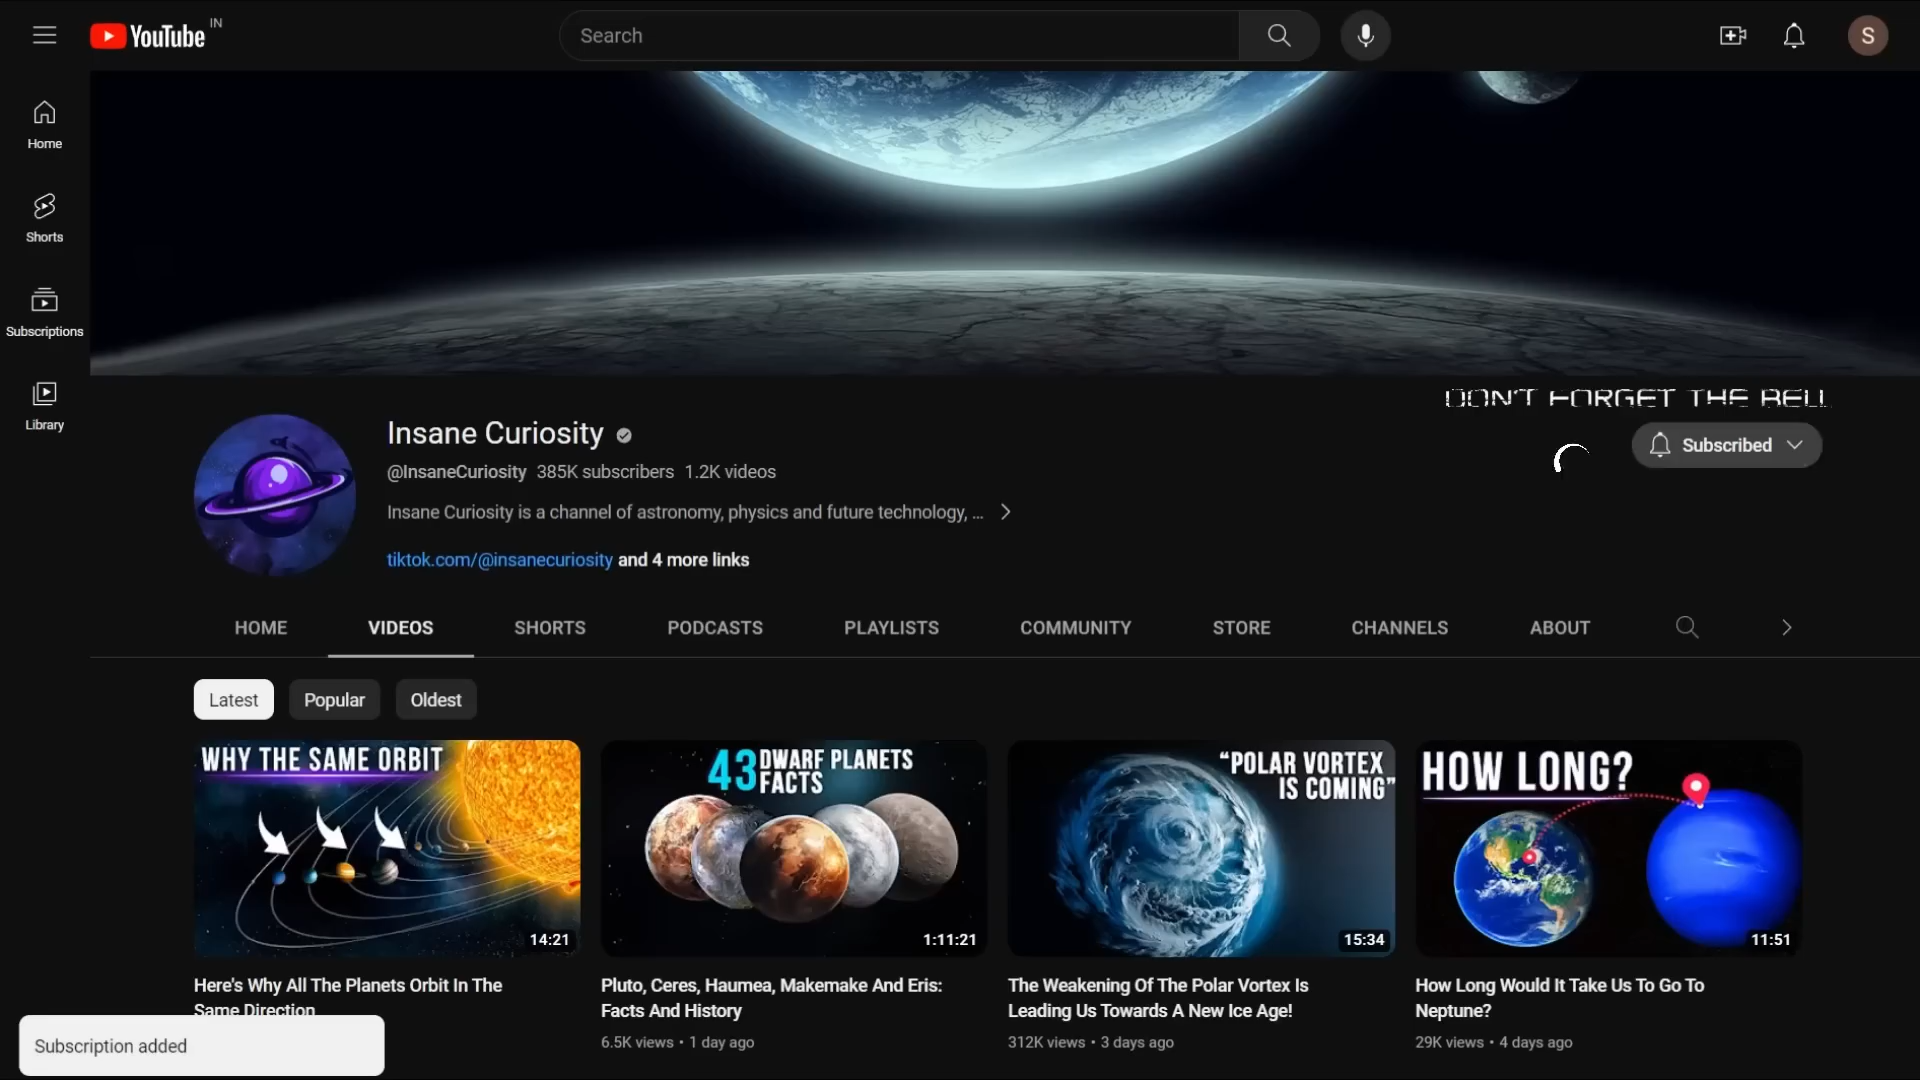 YouTube IN
Search
S
Home
Shorts
Subscriptions
Library
DON'T FORGET THE BELL
Insane Curiosity
@InsaneCuriosity 385K subscribers 1.2K videos
Insane Curiosity is a channel of astronomy, physics and future technology, ...
tiktok.com/@insanecuriosity and 4 more links
Subscribed
HOME VIDEOS SHORTS PODCASTS PLAYLISTS COMMUNITY STORE CHANNELS ABOUT
Latest Popular Oldest
WHY THE SAME ORBIT
14:21
Here's Why All The Planets Orbit In The
Same Direction
43 DWARF PLANETS
FACTS
1:11:21
Pluto, Ceres, Haumea, Makemake And Eris:
Facts And History
6.5K views • 1 day ago
“POLAR VORTEX
IS COMING”
15:34
The Weakening Of The Polar Vortex Is
Leading Us Towards A New Ice Age!
312K views • 3 days ago
HOW LONG?
11:51
How Long Would It Take Us To Go To
Neptune?
29K views • 4 days ago
Subscription added